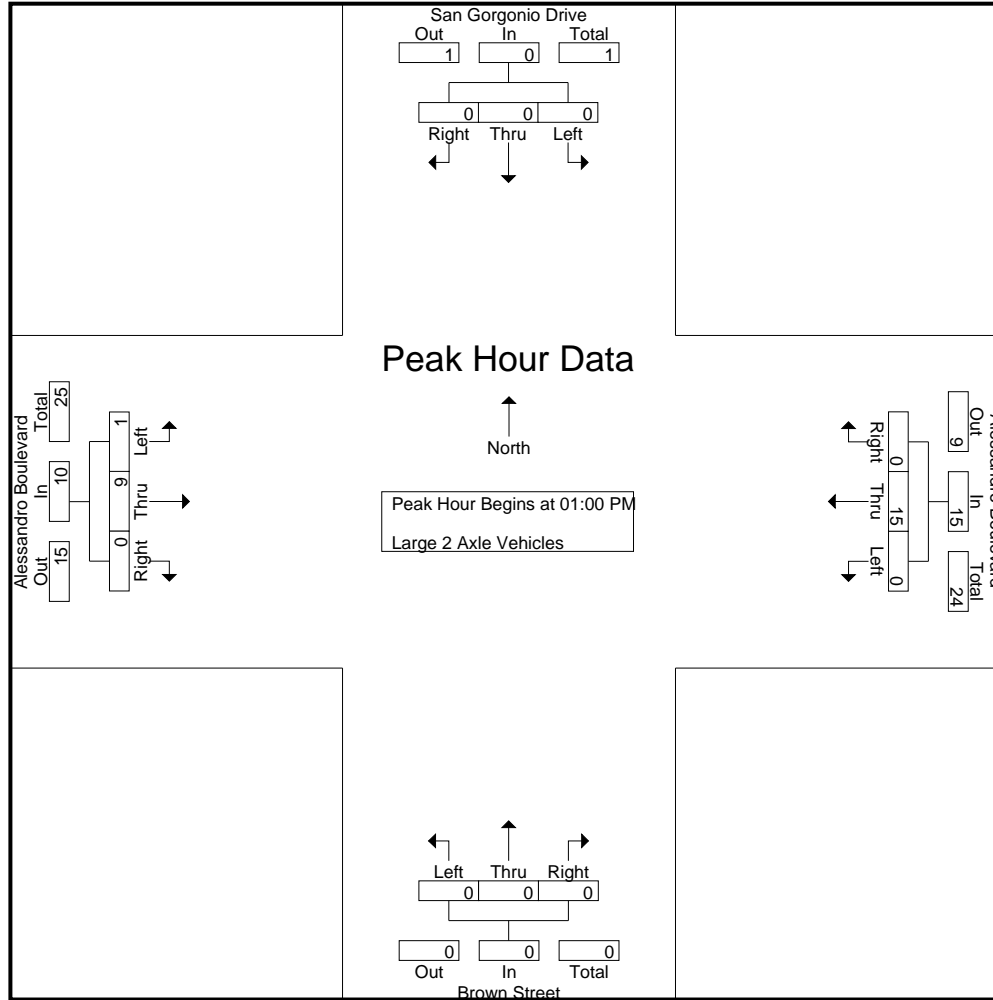 San Gorgonio Drive
Out In Total
1 0 1
0 0 0
Right Thru Left
Peak Hour Data
North
Peak Hour Begins at 01:00 PM
Large 2 Axle Vehicles
Alessandro Boulevard
Total In Out
25 10 15
1 9 0
Left Thru Right
Out In Total
9 15 24
0 15 0
Right Thru Left
Left Thru Right
0 0 0
0 0 0
Out In Total
Brown Street